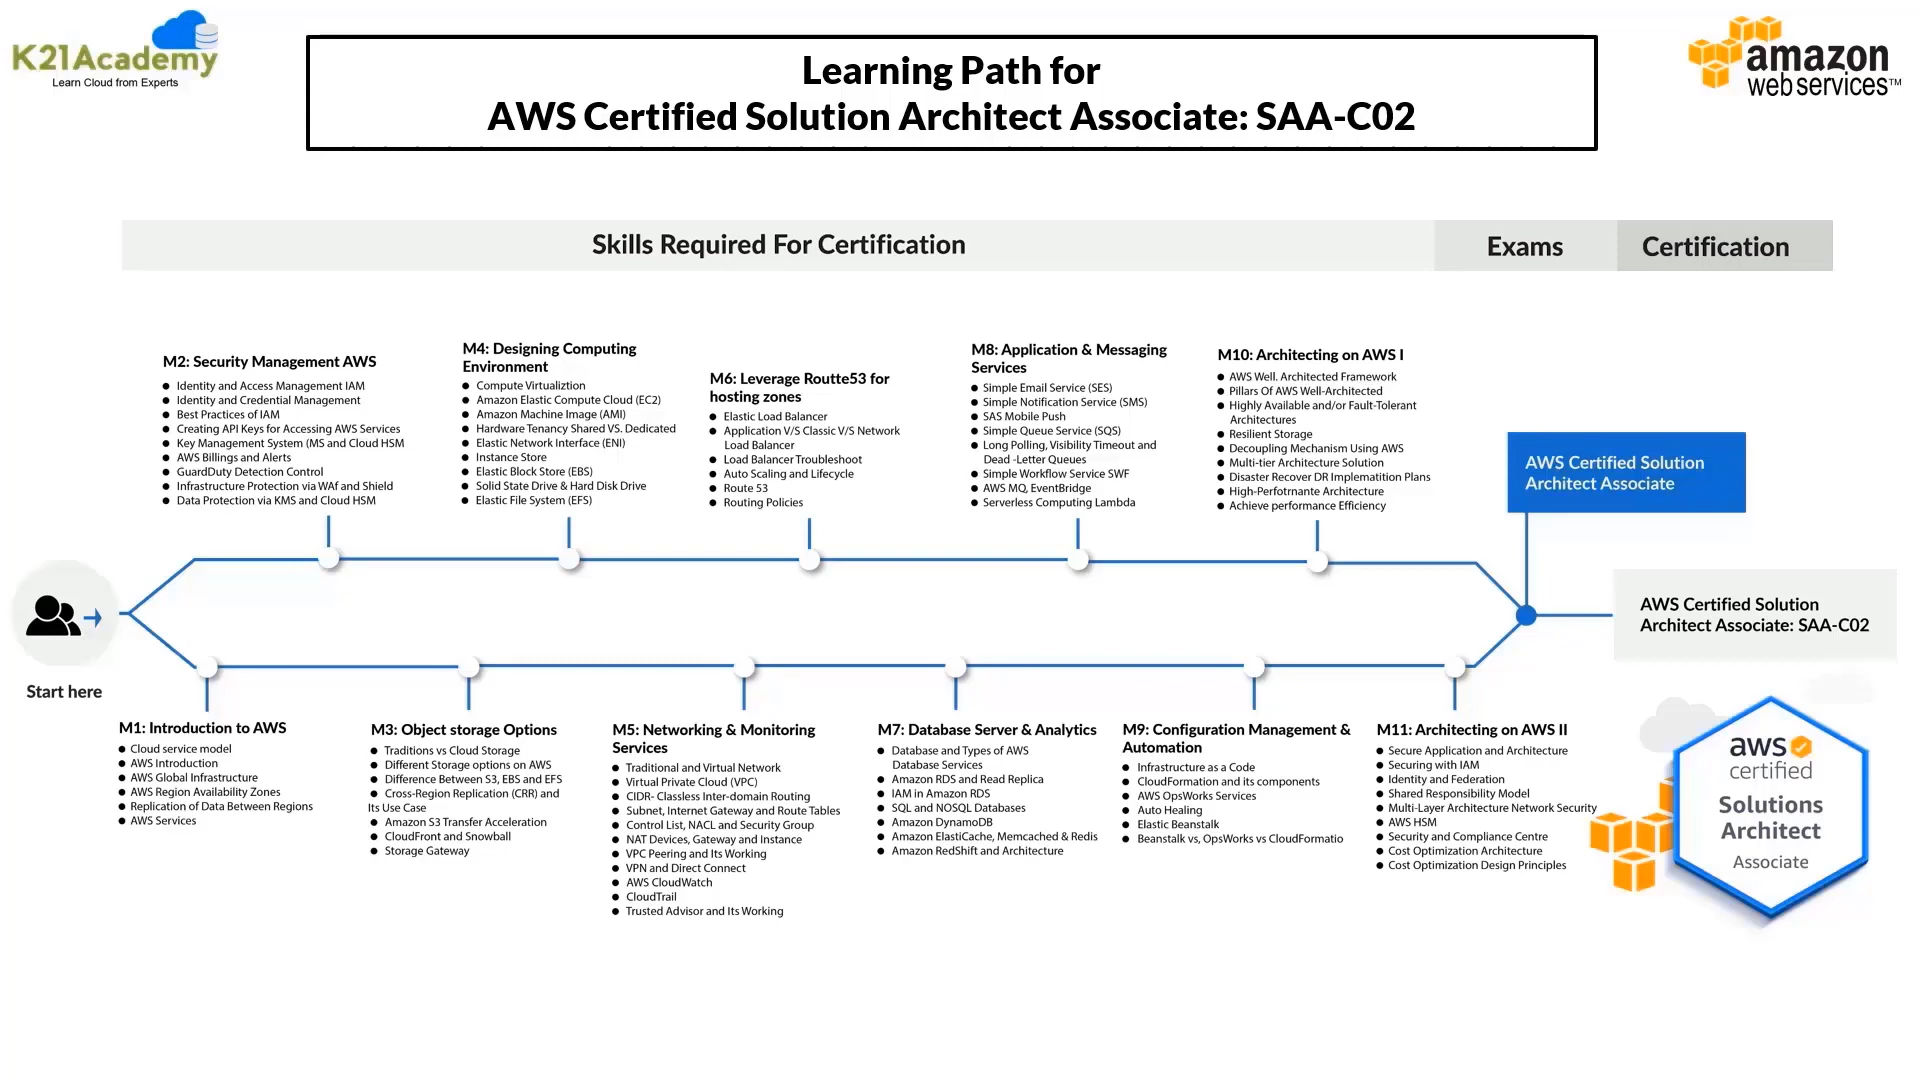 K21Academy
Learn Cloud from Experts
Learning Path for
AWS Certified Solution Architect Associate: SAA-C02
amazon
web services™
Skills Required For Certification
Exams
Certification
M2: Security Management AWS
Identity and Access Management IAM
Identity and Credential Management
Best Practices of IAM
Creating API Keys for Accessing AWS Services
Key Management System (MS and Cloud HSM
AWS Billings and Alerts
GuardDuty Detection Control
Infrastructure Protection via WAf and Shield
Data Protection via KMS and Cloud HSM
M4: Designing Computing
Environment
Compute Virtualiztion
Amazon Elastic Compute Cloud (EC2)
Amazon Machine Image (AMI)
Hardware Tenancy Shared VS. Dedicated
Elastic Network Interface (ENI)
Instance Store
Elastic Block Store (EBS)
Solid State Drive & Hard Disk Drive
Elastic File System (EFS)
M6: Leverage Routte53 for
hosting zones
Elastic Load Balancer
Application V/S Classic V/S Network
Load Balancer
Load Balancer Troubleshoot
Auto Scaling and Lifecycle
Route 53
Routing Policies
M8: Application & Messaging
Services
Simple Email Service (SES)
Simple Notification Service (SMS)
SAS Mobile Push
Simple Queue Service (SQS)
Long Polling, Visibility Timeout and
Dead -Letter Queues
Simple Workflow Service SWF
AWS MQ, EventBridge
Serverless Computing Lambda
M10: Architecting on AWS I
AWS Well. Architected Framework
Pillars Of AWS Well-Architected
Highly Available and/or Fault-Tolerant
Architectures
Resilient Storage
Decoupling Mechanism Using AWS
Multi-tier Architecture Solution
Disaster Recover DR Implematition Plans
High-Perfotrnante Architecture
Achieve performance Efficiency
AWS Certified Solution
Architect Associate
AWS Certified Solution
Architect Associate: SAA-C02
Start here
M1: Introduction to AWS
Cloud service model
AWS Introduction
AWS Global Infrastructure
AWS Region Availability Zones
Replication of Data Between Regions
AWS Services
M3: Object storage Options
Traditions vs Cloud Storage
Different Storage options on AWS
Difference Between S3, EBS and EFS
Cross-Region Replication (CRR) and
Its Use Case
Amazon S3 Transfer Acceleration
CloudFront and Snowball
Storage Gateway
M5: Networking & Monitoring
Services
Traditional and Virtual Network
Virtual Private Cloud (VPC)
CIDR- Classless Inter-domain Routing
Subnet, Internet Gateway and Route Tables
Control List, NACL and Security Group
NAT Devices, Gateway and Instance
VPC Peering and Its Working
VPN and Direct Connect
AWS CloudWatch
CloudTrail
Trusted Advisor and Its Working
M7: Database Server & Analytics
Database and Types of AWS
Database Services
Amazon RDS and Read Replica
IAM in Amazon RDS
SQL and NOSQL Databases
Amazon DynamoDB
Amazon ElastiCache, Memcached & Redis
Amazon RedShift and Architecture
M9: Configuration Management &
Automation
Infrastructure as a Code
CloudFormation and its components
AWS OpsWorks Services
Auto Healing
Elastic Beanstalk
Beanstalk vs, OpsWorks vs CloudFormatio
M11: Architecting on AWS II
Secure Application and Architecture
Securing with IAM
Identity and Federation
Shared Responsibility Model
Multi-Layer Architecture Network Security
AWS HSM
Security and Compliance Centre
Cost Optimization Architecture
Cost Optimization Design Principles
aws
certified
Solutions
Architect
Associate